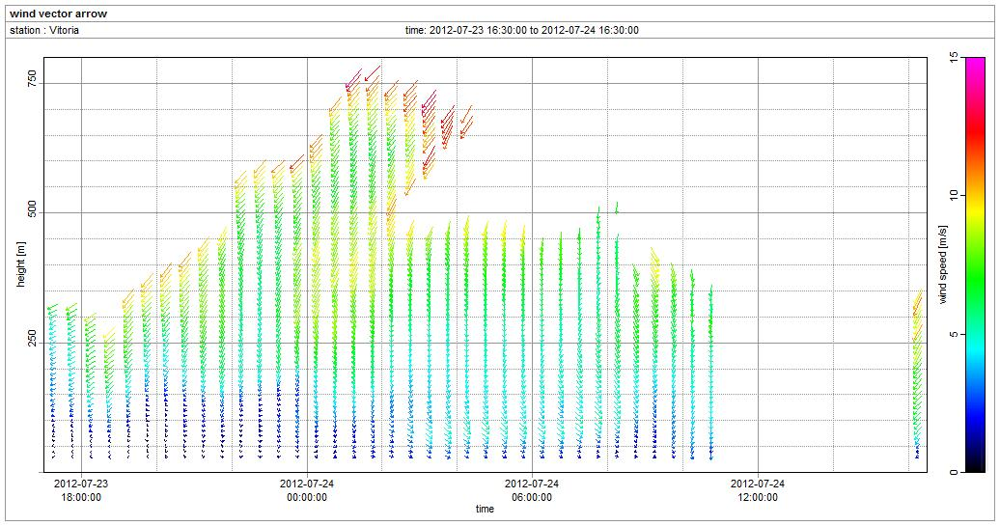 wind vector arrow
station : Vitoria
time: 2012-07-23 16:30:00 to 2012-07-24 16:30:00
750
500
250
height [m]
2012-07-23
18:00:00
2012-07-24
00:00:00
2012-07-24
06:00:00
2012-07-24
12:00:00
time
15
10
5
0
wind speed [m/s]